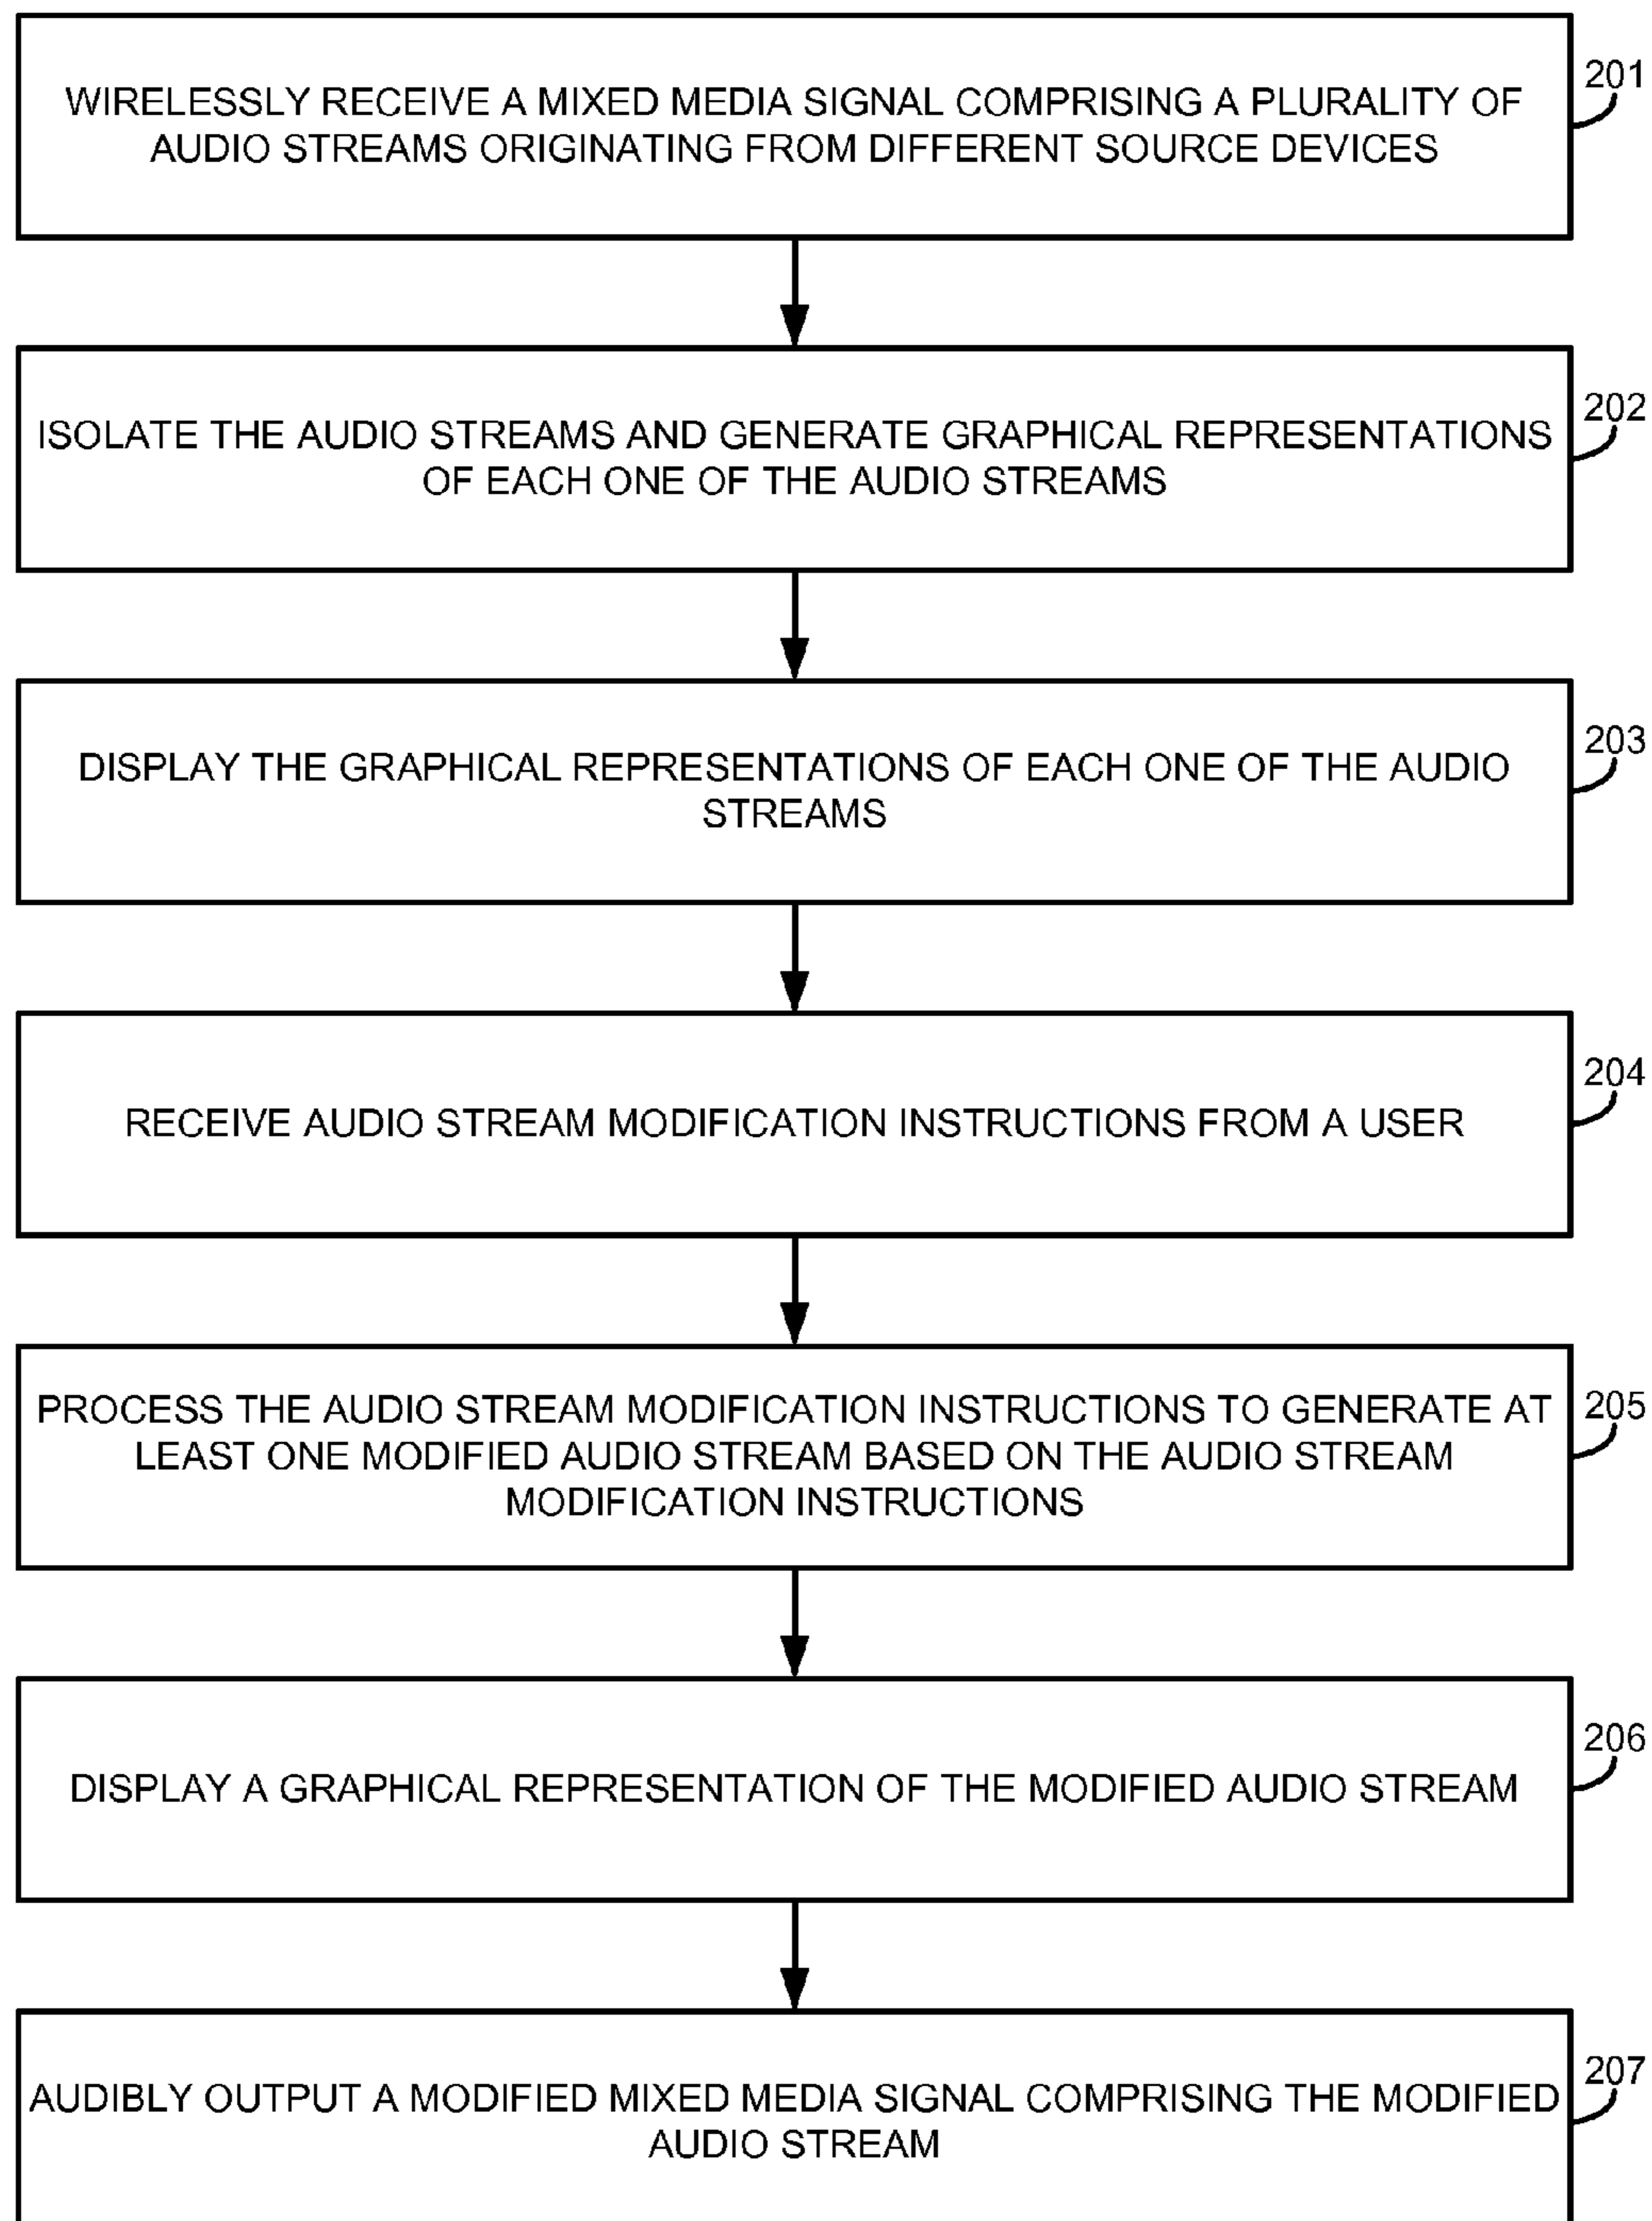 WIRELESSLY RECEIVE A MIXED MEDIA SIGNAL COMPRISING A PLURALITY OF
AUDIO STREAMS ORIGINATING FROM DIFFERENT SOURCE DEVICES
201
ISOLATE THE AUDIO STREAMS AND GENERATE GRAPHICAL REPRESENTATIONS
OF EACH ONE OF THE AUDIO STREAMS
202
DISPLAY THE GRAPHICAL REPRESENTATIONS OF EACH ONE OF THE AUDIO
STREAMS
203
RECEIVE AUDIO STREAM MODIFICATION INSTRUCTIONS FROM A USER
204
PROCESS THE AUDIO STREAM MODIFICATION INSTRUCTIONS TO GENERATE AT
LEAST ONE MODIFIED AUDIO STREAM BASED ON THE AUDIO STREAM
MODIFICATION INSTRUCTIONS
205
DISPLAY A GRAPHICAL REPRESENTATION OF THE MODIFIED AUDIO STREAM
206
AUDIBLY OUTPUT A MODIFIED MIXED MEDIA SIGNAL COMPRISING THE MODIFIED
AUDIO STREAM
207